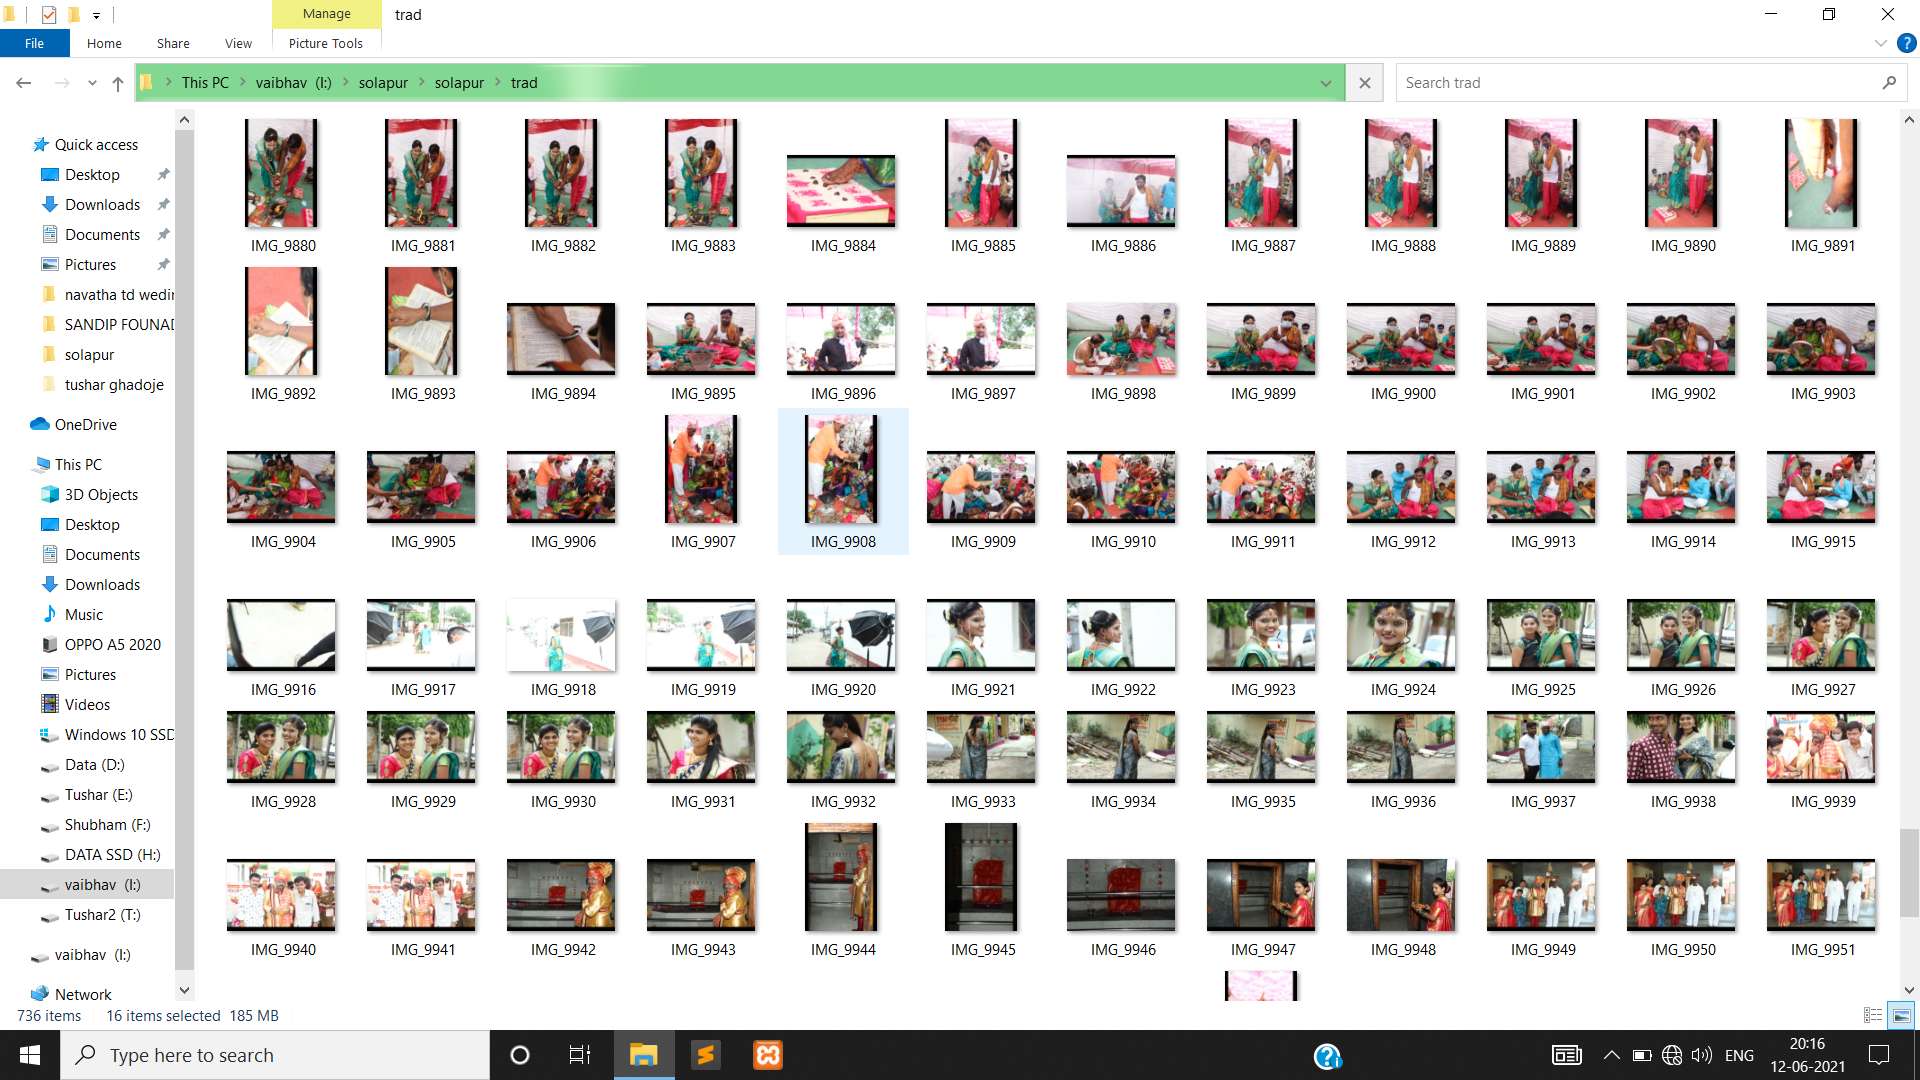 Manage
trad
File
Home
Share
View
Picture Tools
This PC
vaibhav (I:)
solapur
solapur
trad
Search trad
Quick access
Desktop
Downloads
Documents
Pictures
navatha td wedin
SANDIP FOUNAD
solapur
tushar ghadoje
OneDrive
This PC
3D Objects
Desktop
Documents
Downloads
Music
OPPO A5 2020
Pictures
Videos
Windows 10 SSD
Data (D:)
Tushar (E:)
Shubham (F:)
DATA SSD (H:)
vaibhav (I:)
Tushar2 (T:)
vaibhav (I:)
Network
IMG_9880 IMG_9881 IMG_9882 IMG_9883 IMG_9884 IMG_9885 IMG_9886 IMG_9887 IMG_9888 IMG_9889 IMG_9890 IMG_9891
IMG_9892 IMG_9893 IMG_9894 IMG_9895 IMG_9896 IMG_9897 IMG_9898 IMG_9899 IMG_9900 IMG_9901 IMG_9902 IMG_9903
IMG_9904 IMG_9905 IMG_9906 IMG_9907 IMG_9908 IMG_9909 IMG_9910 IMG_9911 IMG_9912 IMG_9913 IMG_9914 IMG_9915
IMG_9916 IMG_9917 IMG_9918 IMG_9919 IMG_9920 IMG_9921 IMG_9922 IMG_9923 IMG_9924 IMG_9925 IMG_9926 IMG_9927
IMG_9928 IMG_9929 IMG_9930 IMG_9931 IMG_9932 IMG_9933 IMG_9934 IMG_9935 IMG_9936 IMG_9937 IMG_9938 IMG_9939
IMG_9940 IMG_9941 IMG_9942 IMG_9943 IMG_9944 IMG_9945 IMG_9946 IMG_9947 IMG_9948 IMG_9949 IMG_9950 IMG_9951
736 items 16 items selected 185 MB
Type here to search
ENG
20:16
12-06-2021